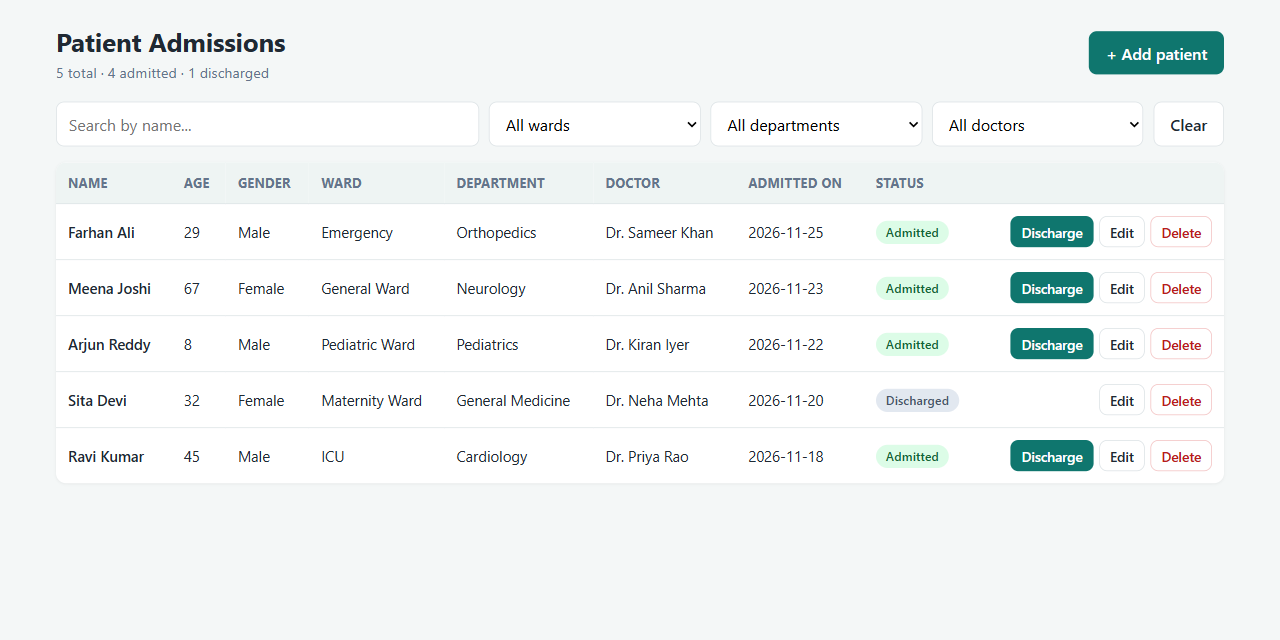 Patient Admissions
+ Add patient
5 total · 4 admitted · 1 discharged
Search by name... All wards All departments All doctors Clear
NAME AGE GENDER WARD DEPARTMENT DOCTOR ADMITTED ON STATUS
Farhan Ali 29 Male Emergency Orthopedics Dr. Sameer Khan 2026-11-25 Admitted Discharge Edit Delete
Meena Joshi 67 Female General Ward Neurology Dr. Anil Sharma 2026-11-23 Admitted Discharge Edit Delete
Arjun Reddy 8 Male Pediatric Ward Pediatrics Dr. Kiran Iyer 2026-11-22 Admitted Discharge Edit Delete
Sita Devi 32 Female Maternity Ward General Medicine Dr. Neha Mehta 2026-11-20 Discharged Edit Delete
Ravi Kumar 45 Male ICU Cardiology Dr. Priya Rao 2026-11-18 Admitted Discharge Edit Delete